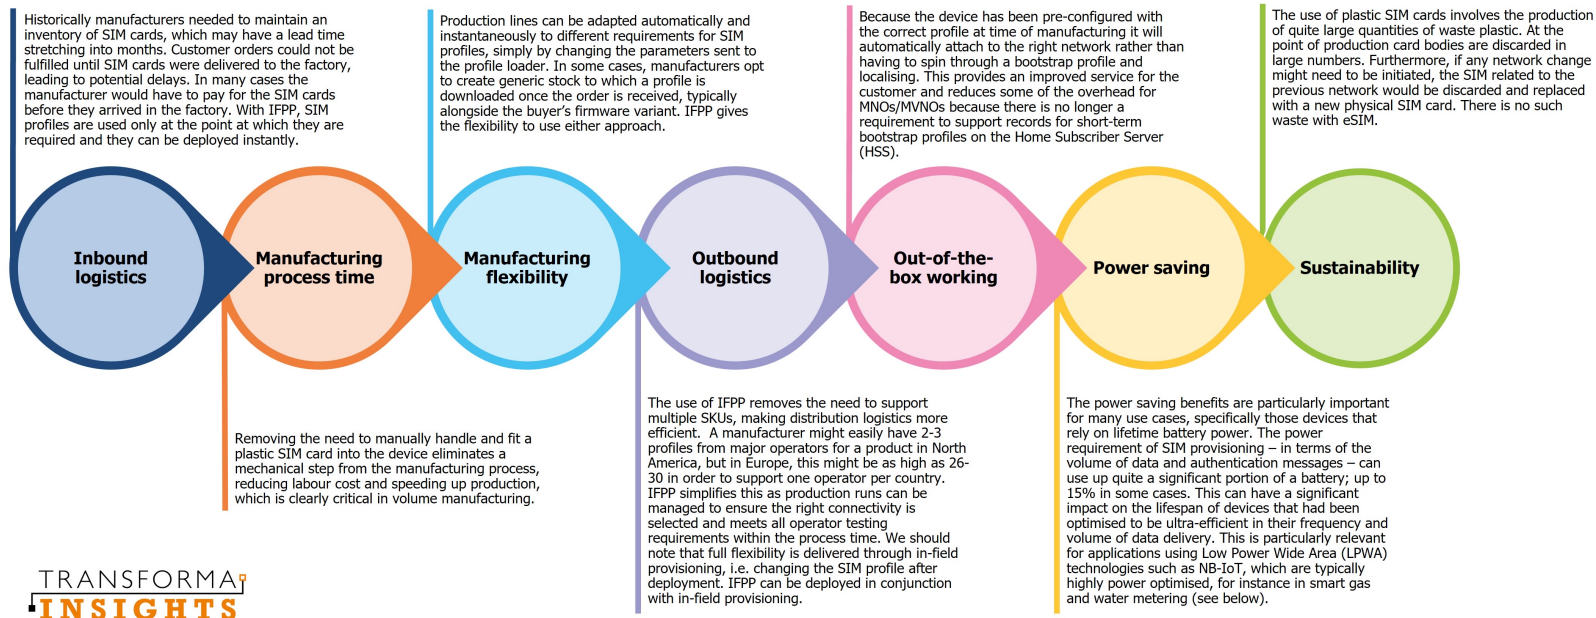 Historically manufacturers needed to maintain an
inventory of SIM cards, which may have a lead time
stretching into months. Customer orders could not be
fulfilled until SIM cards were delivered to the factory,
leading to potential delays. In many cases the
manufacturer would have to pay for the SIM cards
before they arrived in the factory. With IFPP, SIM
profiles are used only at the point at which they are
required and they can be deployed instantly.
Production lines can be adapted automatically and
instantaneously to different requirements for SIM
profiles, simply by changing the parameters sent to
the profile loader. In some cases, manufacturers opt
to create generic stock to which a profile is
downloaded once the order is received, typically
alongside the buyer's firmware variant. IFPP gives
the flexibility to use either approach.
Because the device has been pre-configured with
the correct profile at time of manufacturing it will
automatically attach to the right network rather than
having to spin through a bootstrap profile and
localising. This provides an improved service for the
customer and reduces some of the overhead for
MNOs/MVNOs because there is no longer a
requirement to support records for short-term
bootstrap profiles on the Home Subscriber Server
(HSS).
The use of plastic SIM cards involves the production
of quite large quantities of waste plastic. At the
point of production card bodies are discarded in
large numbers. Furthermore, if any network change
might need to be initiated, the SIM related to the
previous network would be discarded and replaced
with a new physical SIM card. There is no such
waste with eSIM.
Inbound
logistics
Manufacturing
process time
Manufacturing
flexibility
Outbound
logistics
Out-of-the-
box working
Power saving
Sustainability
Removing the need to manually handle and fit a
plastic SIM card into the device eliminates a
mechanical step from the manufacturing process,
reducing labour cost and speeding up production,
which is clearly critical in volume manufacturing.
The use of IFPP removes the need to support
multiple SKUs, making distribution logistics more
efficient.  A manufacturer might easily have 2-3
profiles from major operators for a product in North
America, but in Europe, this might be as high as 26-
30 in order to support one operator per country.
IFPP simplifies this as production runs can be
managed to ensure the right connectivity is
selected and meets all operator testing
requirements within the process time. We should
note that full flexibility is delivered through in-field
provisioning, i.e. changing the SIM profile after
deployment. IFPP can be deployed in conjunction
with in-field provisioning.
The power saving benefits are particularly important
for many use cases, specifically those devices that
rely on lifetime battery power. The power
requirement of SIM provisioning – in terms of the
volume of data and authentication messages – can
use up quite a significant portion of a battery; up to
15% in some cases. This can have a significant
impact on the lifespan of devices that had been
optimised to be ultra-efficient in their frequency and
volume of data delivery. This is particularly relevant
for applications using Low Power Wide Area (LPWA)
technologies such as NB-IoT, which are typically
highly power optimised, for instance in smart gas
and water metering (see below).
TRANSFORMA
INSIGHTS